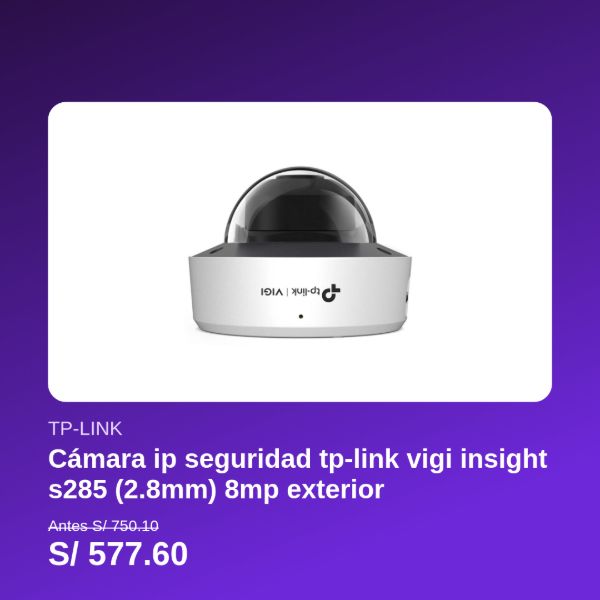 tp-link | VIGI
TP-LINK
Cámara ip seguridad tp-link vigi insight
s285 (2.8mm) 8mp exterior
Antes S/ 750.10
S/ 577.60